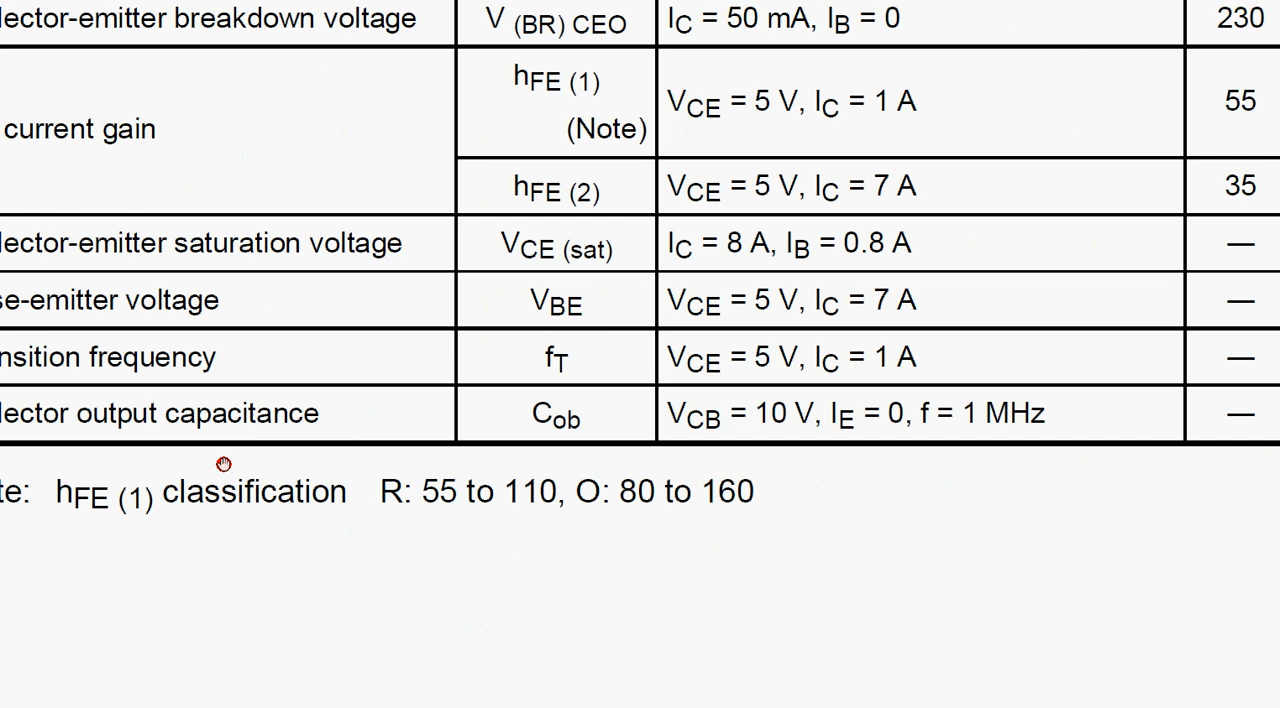 lector-emitter breakdown voltage V (BR) CEO IC = 50 mA, IB = 0 230
current gain hFE (1) (Note) VCE = 5 V, IC = 1 A 55
hFE (2) VCE = 5 V, IC = 7 A 35
lector-emitter saturation voltage VCE (sat) IC = 8 A, IB = 0.8 A —
se-emitter voltage VBE VCE = 5 V, IC = 7 A —
nsition frequency fT VCE = 5 V, IC = 1 A —
lector output capacitance Cob VCB = 10 V, IE = 0, f = 1 MHz —
te: hFE (1) classification R: 55 to 110, O: 80 to 160